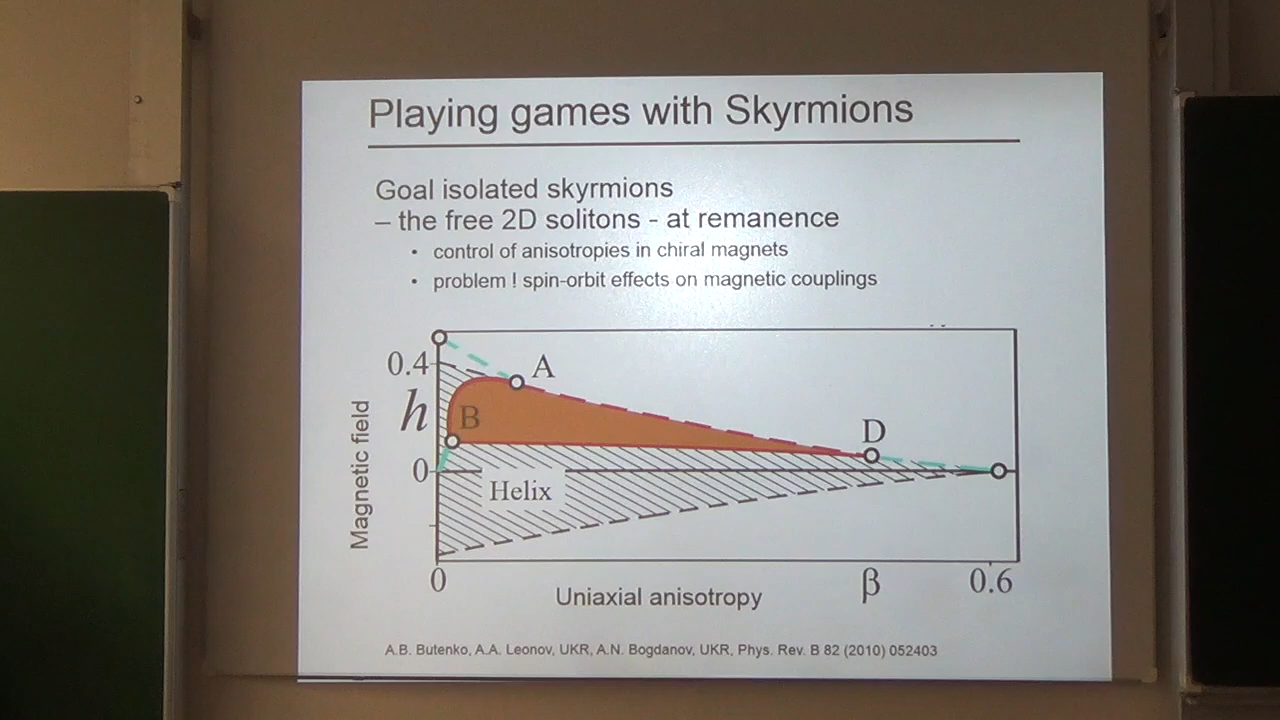 Playing games with Skyrmions
Goal isolated skyrmions
– the free 2D solitons - at remanence
• control of anisotropies in chiral magnets
• problem ! spin-orbit effects on magnetic couplings
0.4
A
h
B
D
0
Helix
Magnetic field
0
Uniaxial anisotropy
β
0.6
A.B. Butenko, A.A. Leonov, UKR, A.N. Bogdanov, UKR, Phys. Rev. B 82 (2010) 052403